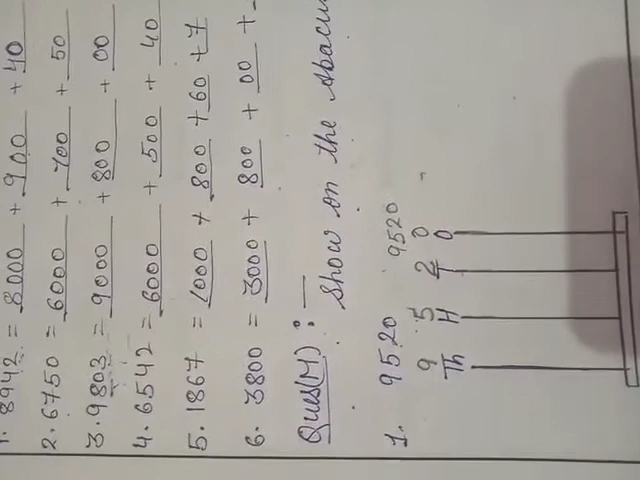 1. 8942 = 8000 + 900 + 40
2. 6750 = 6000 + 700 + 50
3. 9803 = 9000 + 800 + 00
4. 6542 = 6000 + 500 + 40
5. 1867 = 1000 + 800 + 60 + 7
6. 3800 = 3000 + 800 + 00 +
Ques(M) :—
Show on the Abacu
1. 9520 9520
9 5 2 0
Th H T O